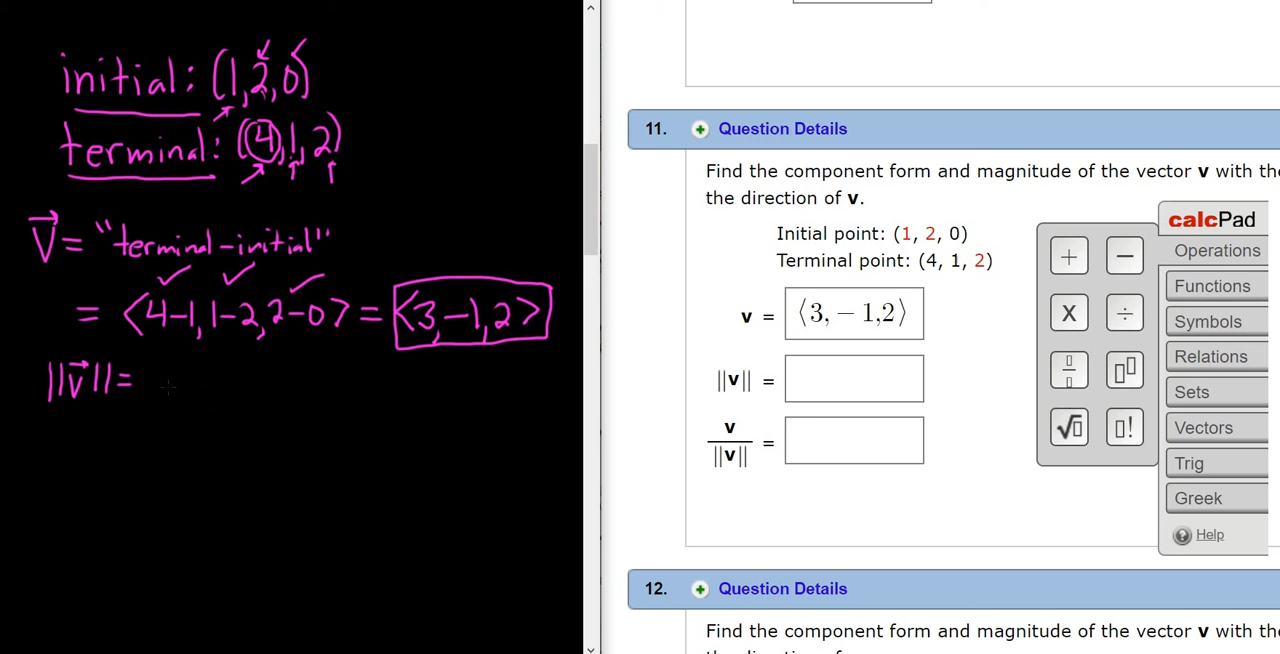 initial: (1, 2, 0)
terminal: (4, 1, 2)
v = "terminal-initial"
= <4-1, 1-2, 2-0> = <3, -1, 2>
||v|| =
11. Question Details
Find the component form and magnitude of the vector v with the
the direction of v.
Initial point: (1, 2, 0)
Terminal point: (4, 1, 2)
v = ⟨3, − 1,2⟩
||v|| =
v
||v||
=
calcPad
Operations
+ −
Functions
X ÷
Symbols
Relations
Sets
√ !
Vectors
Trig
Greek
? Help
12. Question Details
Find the component form and magnitude of the vector v with the